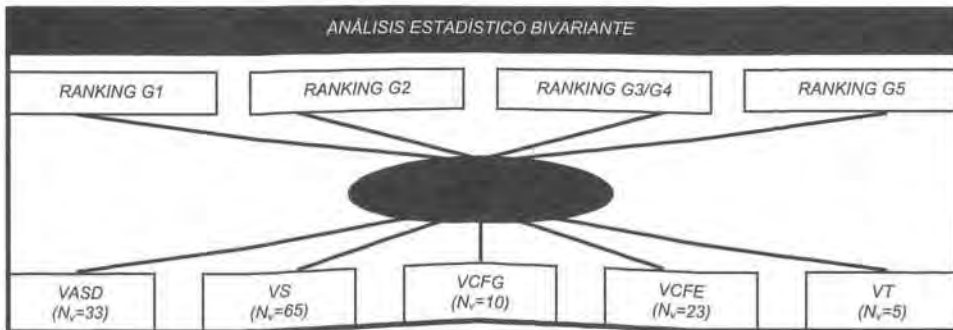 ANÁLISIS ESTADÍSTICO BIVARIANTE
RANKING G1
RANKING G2
RANKING G3/G4
RANKING G5
VASD
(Nv=33)
VS
(Nv=65)
VCFG
(Nv=10)
VCFE
(Nv=23)
VT
(Nv=5)